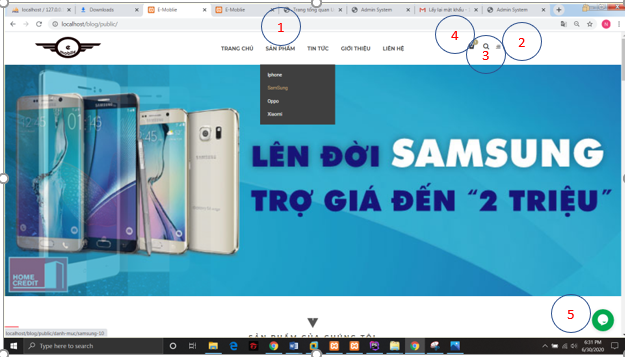 localhost / 127.0
Downloads
E-Mobile
E-Mobile
Trang tổng quan
Admin System
Lấy lại mật khẩu -
Admin System
localhost/blog/public/
N
1
2
3
4
TRANG CHỦ
SẢN PHẨM
TIN TỨC
GIỚI THIỆU
LIÊN HỆ
Iphone
SamSung
Oppo
Xiaomi
LÊN ĐỜI SAMSUNG
TRỢ GIÁ ĐẾN “2 TRIỆU”
SAMSUNG
HOME
CREDIT
5
SẢN PHẨM CỦA CHÚNG TÔI
localhost/blog/public/danh-muc/samsung-10
Type here to search
6:31 PM
6/30/2020